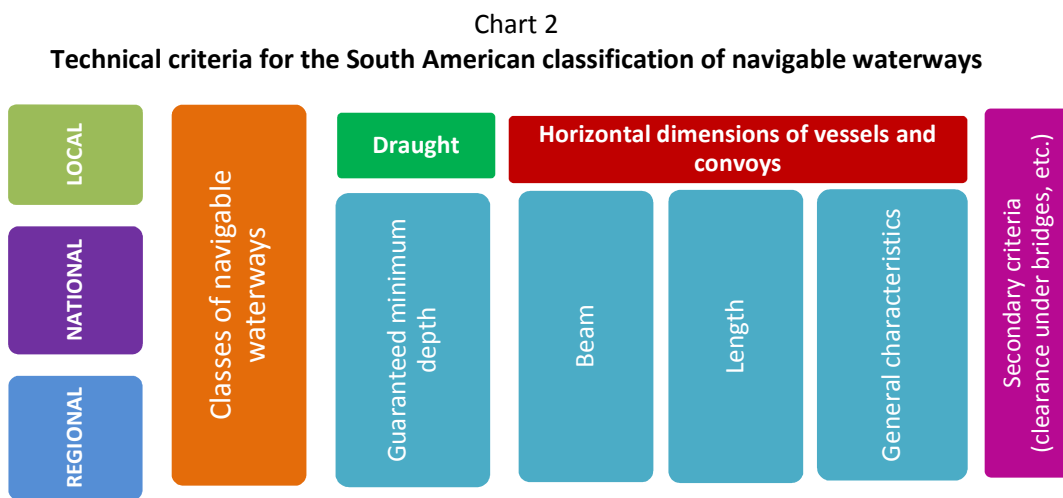 Chart 2
Technical criteria for the South American classification of navigable waterways
LOCAL
NATIONAL
REGIONAL
Classes of navigable
waterways
Draught
Guaranteed minimum
depth
Horizontal dimensions of vessels and
convoys
Beam
Length
General characteristics
Secondary criteria
(clearance under bridges, etc.)